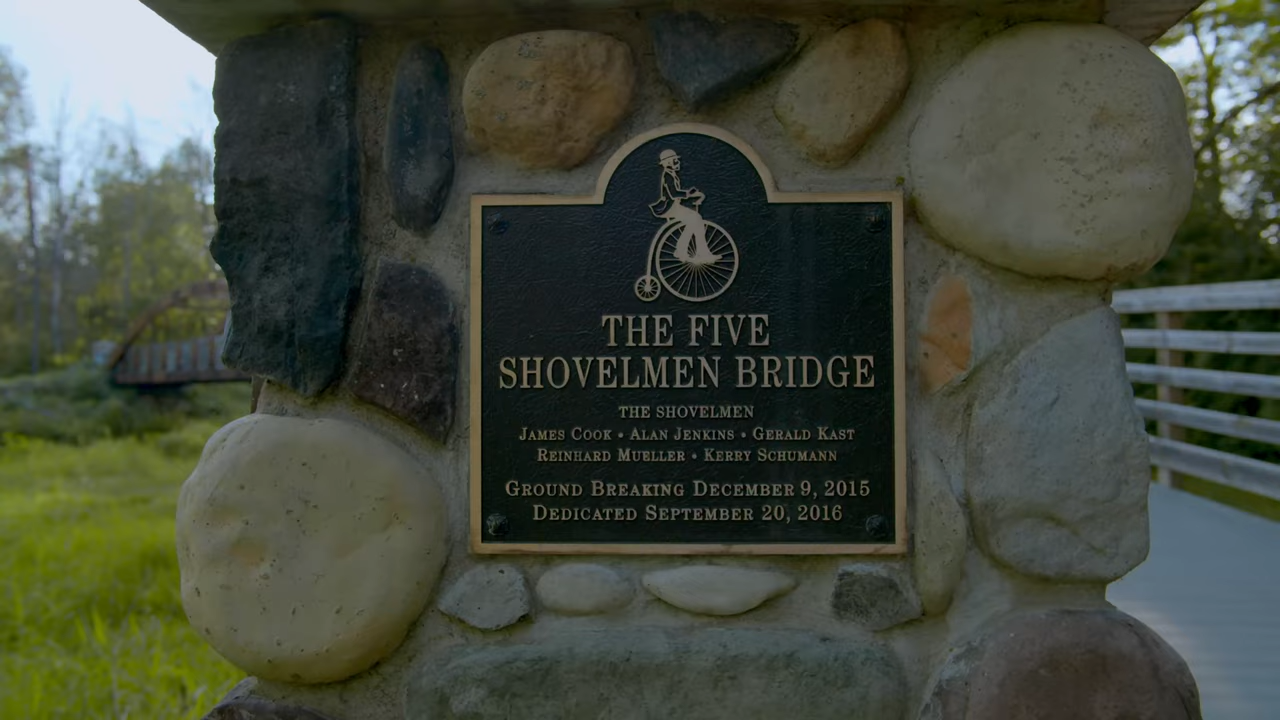 THE FIVE
SHOVELMEN BRIDGE
THE SHOVELMEN
JAMES COOK • ALAN JENKINS • GERALD KAST
REINHARD MUELLER • KERRY SCHUMANN
GROUND BREAKING DECEMBER 9, 2015
DEDICATED SEPTEMBER 20, 2016